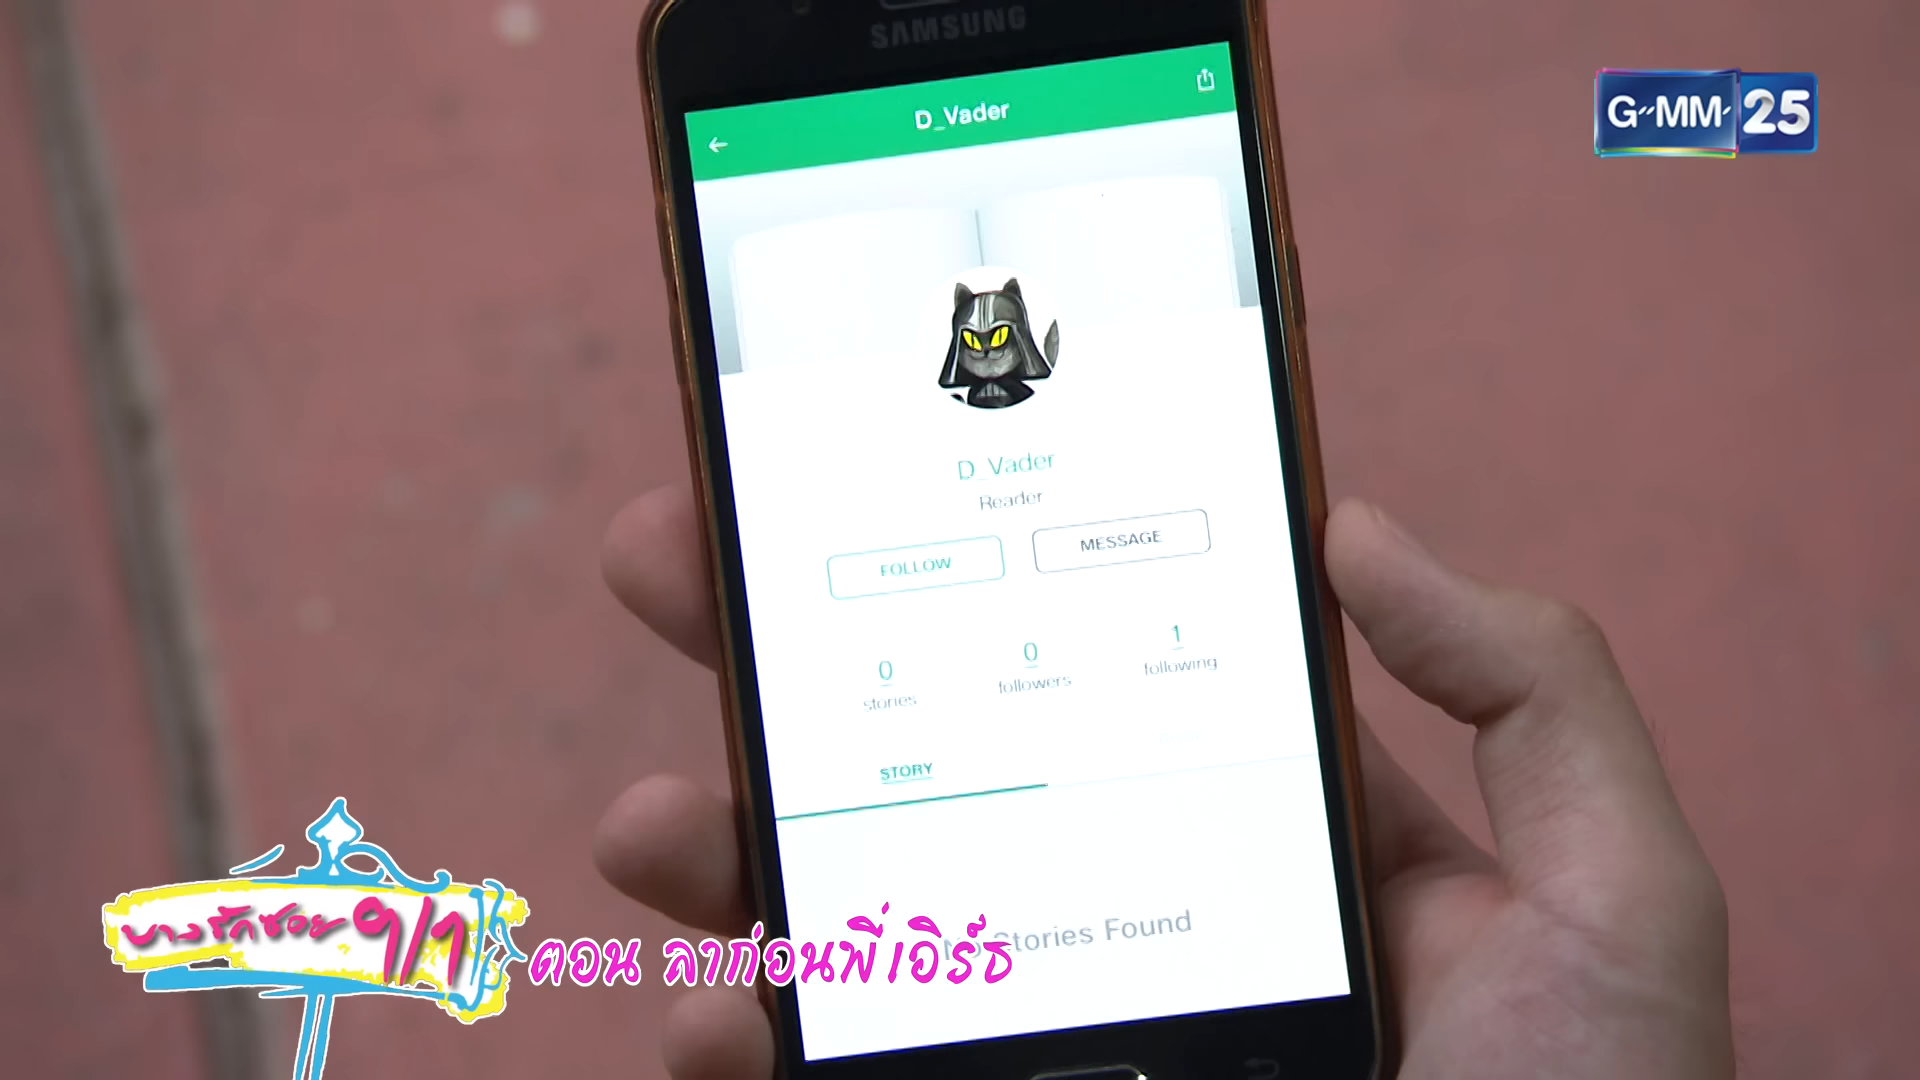 SAMSUNG
D_Vader
GMM 25
D_Vader
Reader
FOLLOW
MESSAGE
0
stories
0
followers
1
following
STORY
Stories Found
บางรักซอย 9/1
ตอน ลาก่อนพี่เอิร์ธ